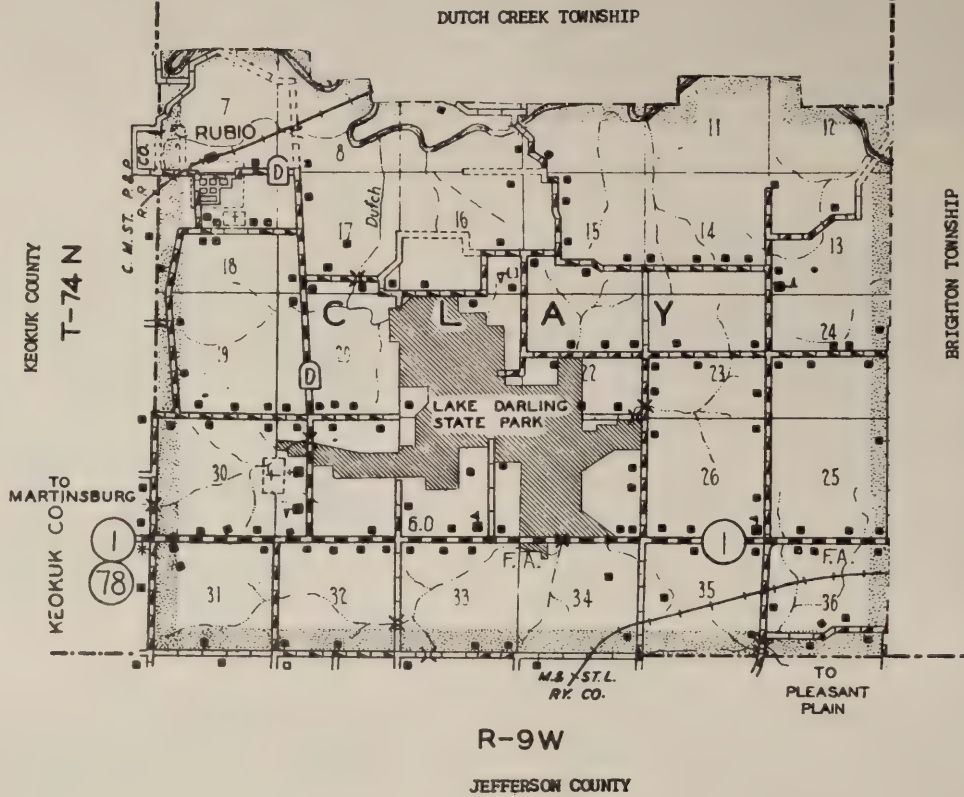 DUTCH CREEK TOWNSHIP
7
8
11
12
RUBIO
CO.
C. M. ST. P. & P.
R. R.
D
Dutch
17
16
15
14
13
18
KEOKUK COUNTY
T-74 N
BRIGHTON TOWNSHIP
C L A Y
19
20
22
23
24
D
LAKE DARLING
STATE PARK
30
26
25
TO
MARTINSBURG
6.0
1
78
KEOKUK CO.
F. A.
1
F. A.
31
32
33
34
35
36
M. & ST. L.
RY. CO.
TO
PLEASANT
PLAIN
R-9W
JEFFERSON COUNTY